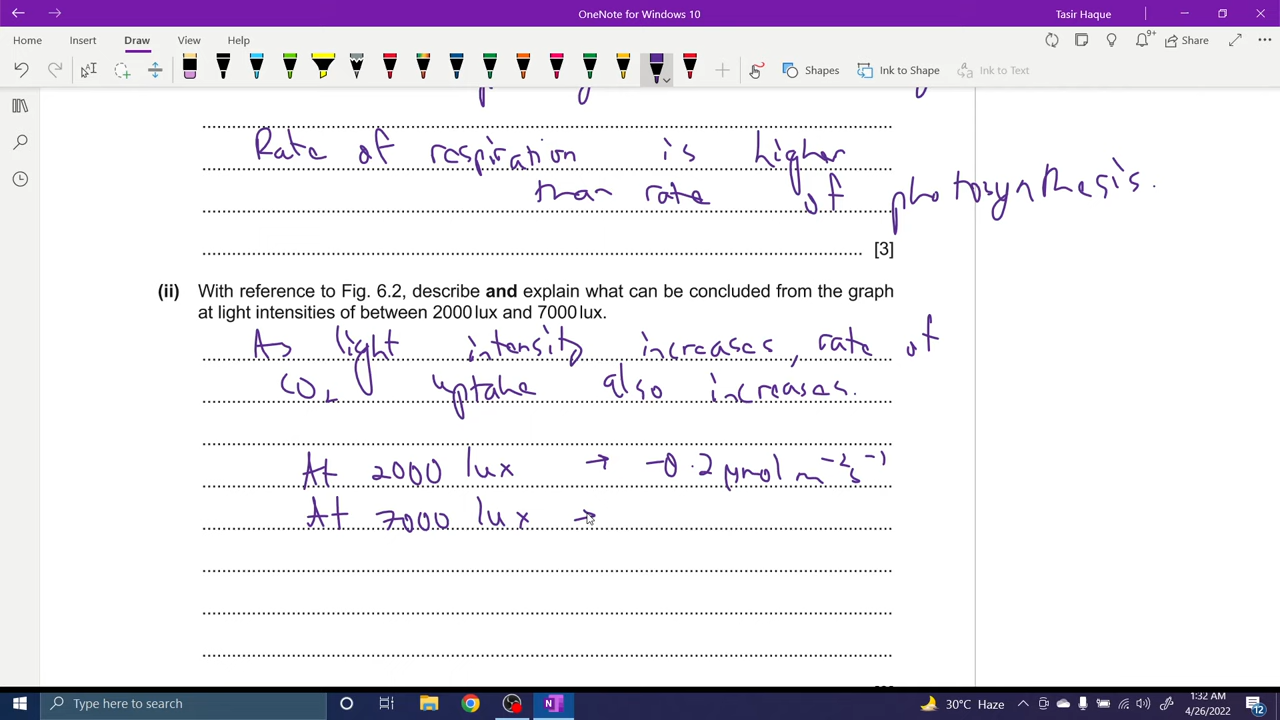 OneNote for Windows 10
Tasir Haque
Home Insert Draw View Help
9+
Share
Shapes
Ink to Shape
Ink to Text
Rate of respiration is higher
than rate of photosynthesis.
[3]
(ii) With reference to Fig. 6.2, describe and explain what can be concluded from the graph
at light intensities of between 2000 lux and 7000 lux.
As light intensity increases, rate of
CO₂ uptake also increases.
At 2000 lux → -0.2 μmol m⁻² s⁻¹
At 7000 lux →
Type here to search
30°C Haze
1:32 AM
4/26/2022
12